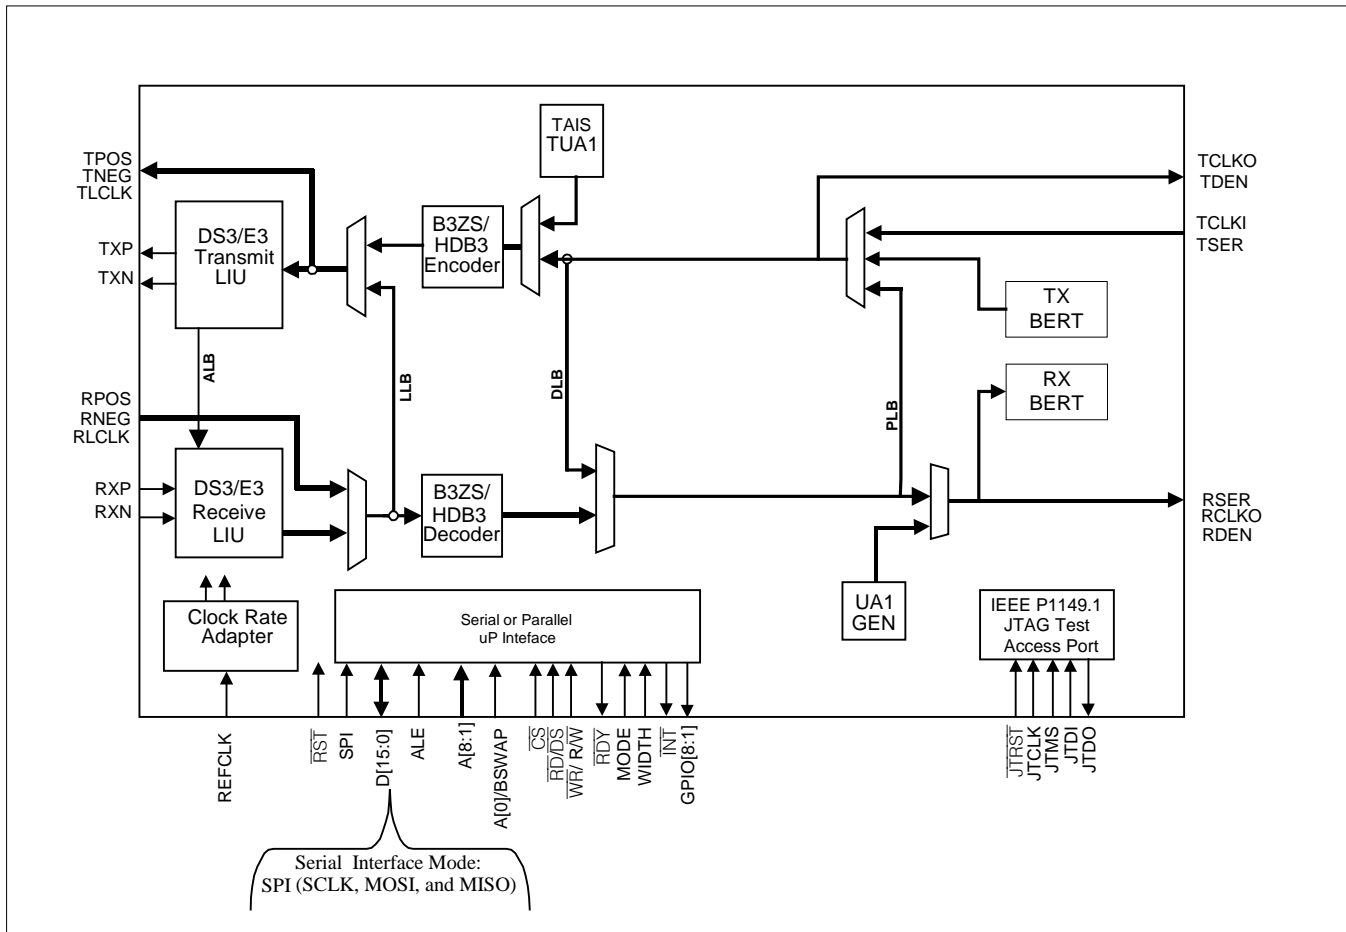 TAIS
TUA1
TPOS
TNEG
TLCLK
TCLKO
TDEN
TCLKI
TSER
DS3/E3
Transmit
LIU
B3ZS/
HDB3
Encoder
TXP
TXN
TX
BERT
ALB
LLB
DLB
PLB
RX
BERT
RPOS
RNEG
RLCLK
RXP
RXN
DS3/E3
Receive
LIU
B3ZS/
HDB3
Decoder
RSER
RCLKO
RDEN
Clock Rate
Adapter
Serial or Parallel
uP Inteface
UA1
GEN
IEEE P1149.1
JTAG Test
Access Port
REFCLK
RST
SPI
D[15:0]
ALE
A[8:1]
A[0]/BSWAP
CS
RD/DS
WR/ R/W
RDY
MODE
WIDTH
INT
GPIO[8:1]
JTRST
JTCLK
JTMS
JTDI
JTDO
Serial Interface Mode:
SPI (SCLK, MOSI, and MISO)